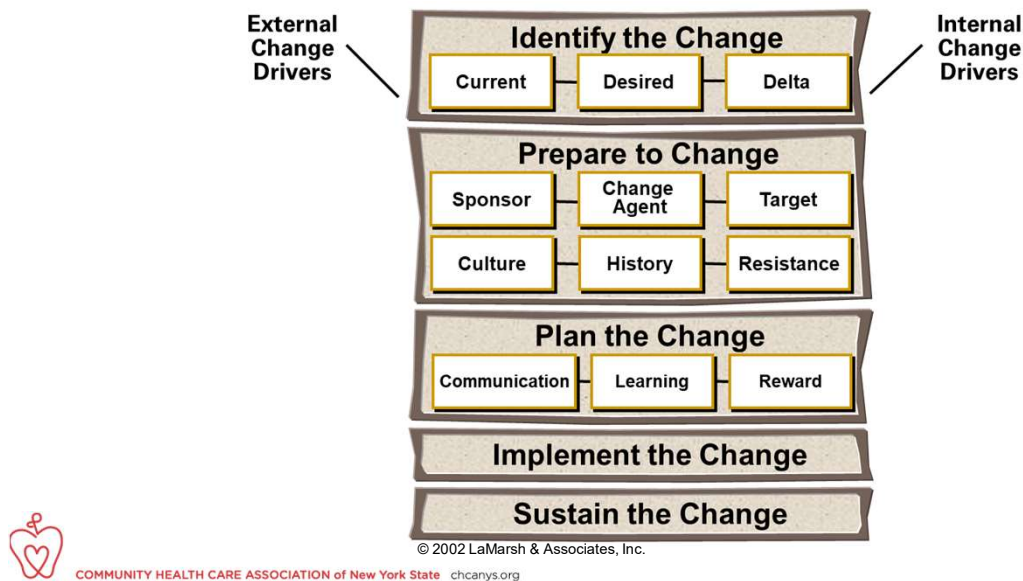 External
Change
Drivers
Internal
Change
Drivers
Identify the Change
Current
Desired
Delta
Prepare to Change
Sponsor
Change
Agent
Target
Culture
History
Resistance
Plan the Change
Communication
Learning
Reward
Implement the Change
Sustain the Change
© 2002 LaMarsh & Associates, Inc.
COMMUNITY HEALTH CARE ASSOCIATION of New York State chcanys.org